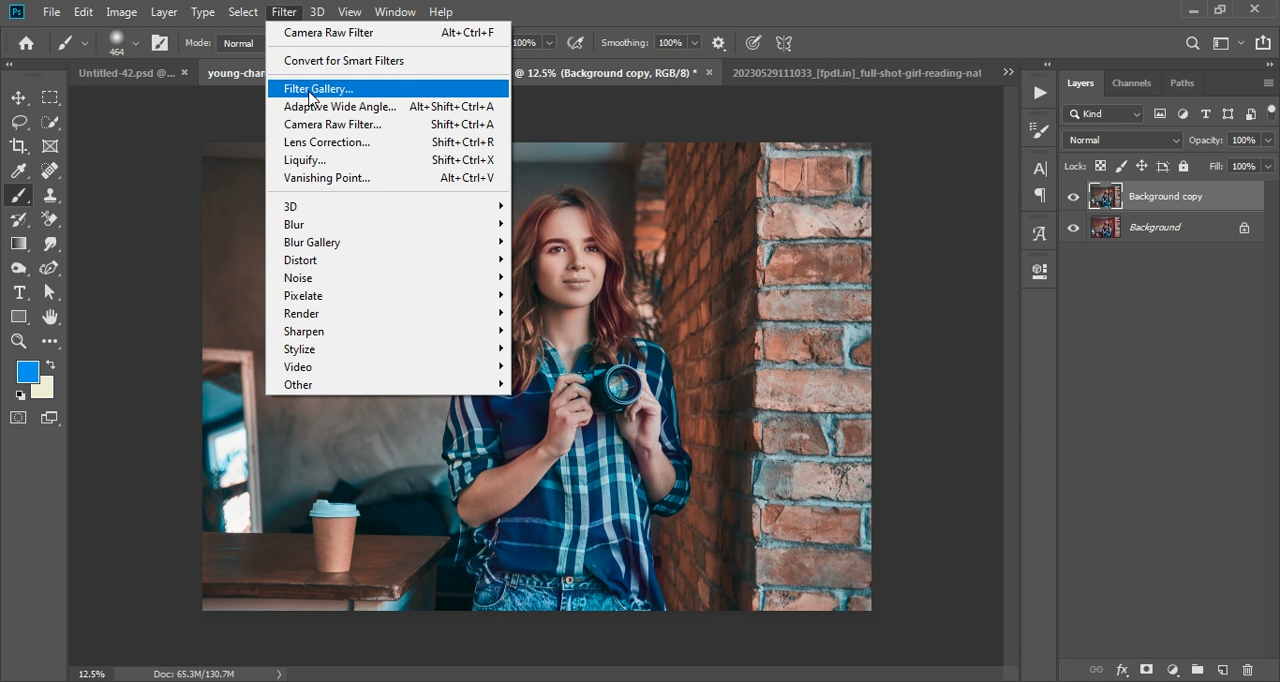 Ps File Edit Image Layer Type Select Filter 3D View Window Help
464 Mode: Normal 100% Smoothing: 100%
Untitled-42.psd @ ... × young-char @ 12.5% (Background copy, RGB/8) * × 20230529111033_[fpdl.in]_full-shot-girl-reading-nat
Camera Raw Filter Alt+Ctrl+F
Convert for Smart Filters
Filter Gallery...
Adaptive Wide Angle... Alt+Shift+Ctrl+A
Camera Raw Filter... Shift+Ctrl+A
Lens Correction... Shift+Ctrl+R
Liquify... Shift+Ctrl+X
Vanishing Point... Alt+Ctrl+V
3D
Blur
Blur Gallery
Distort
Noise
Pixelate
Render
Sharpen
Stylize
Video
Other
Layers Channels Paths
Kind
Normal Opacity: 100%
Lock: Fill: 100%
Background copy
Background
12.5% Doc: 65.3M/130.7M